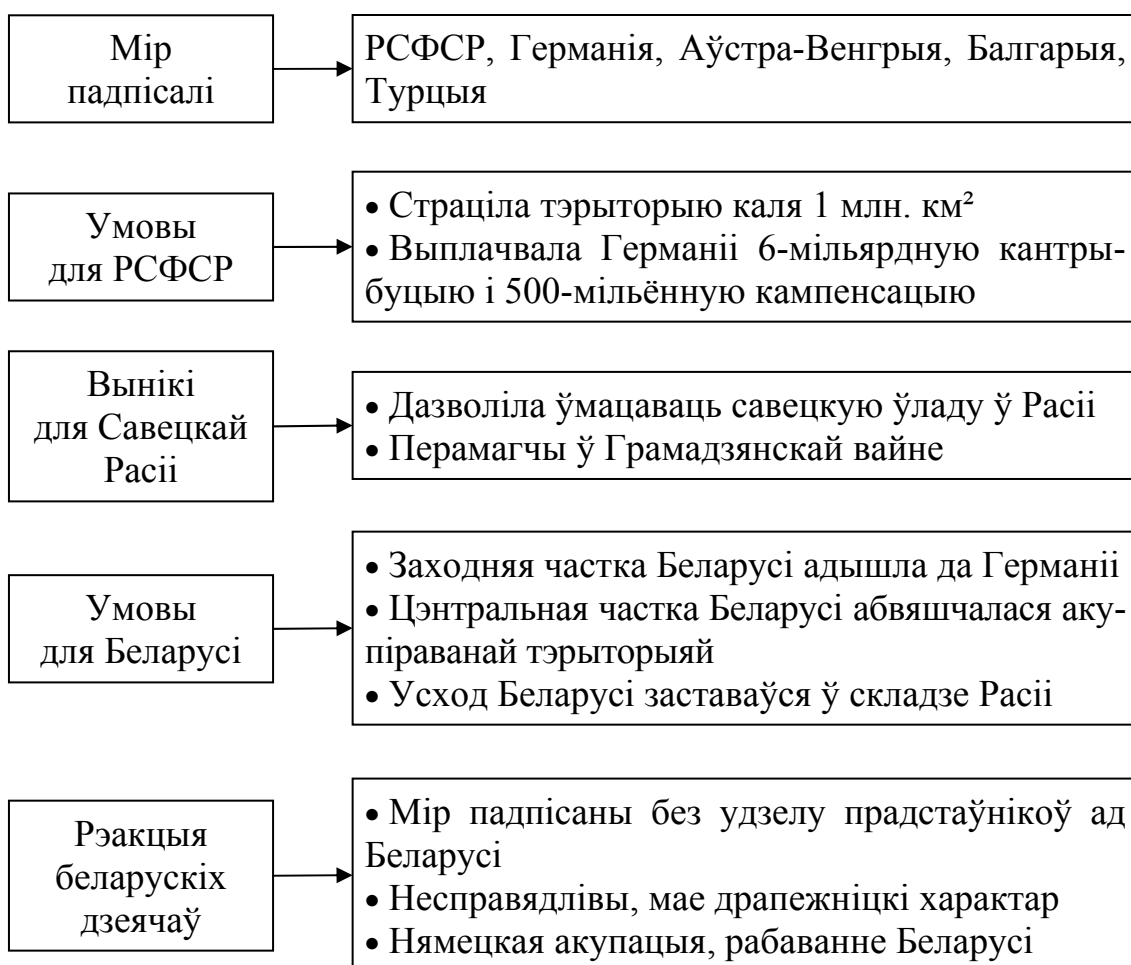 Мір
падпісалі
РСФСР, Германія, Аўстра-Венгрыя, Балгарыя,
Турцыя
Умовы
для РСФСР
• Страціла тэрыторыю каля 1 млн. км²
• Выплачвала Германіі 6-мільярдную кантры-
буцыю і 500-мільённую кампенсацыю
Вынікі
для Савецкай
Расіі
• Дазволіла ўмацаваць савецкую ўладу ў Расіі
• Перамагчы ў Грамадзянскай вайне
Умовы
для Беларусі
• Заходняя частка Беларусі адышла да Германіі
• Цэнтральная частка Беларусі абвяшчалася аку-
піраванай тэрыторыяй
• Усход Беларусі заставаўся ў складзе Расіі
Рэакцыя
беларускіх
дзеячаў
• Мір падпісаны без удзелу прадстаўнікоў ад
Беларусі
• Несправядлівы, мае драпежніцкі характар
• Нямецкая акупацыя, рабаванне Беларусі